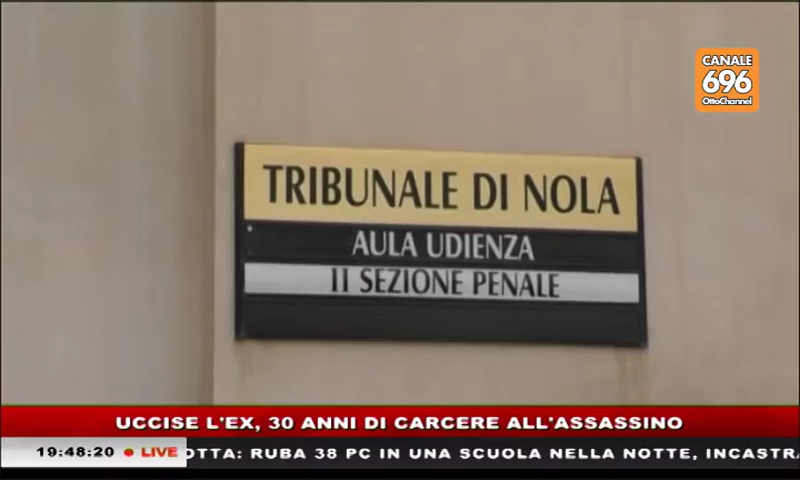 CANALE
696
OttoChannel
TRIBUNALE DI NOLA
AULA UDIENZA
II SEZIONE PENALE
UCCISE L'EX, 30 ANNI DI CARCERE ALL'ASSASSINO
19:48:20 ● LIVE OTTA: RUBA 38 PC IN UNA SCUOLA NELLA NOTTE, INCASTRA